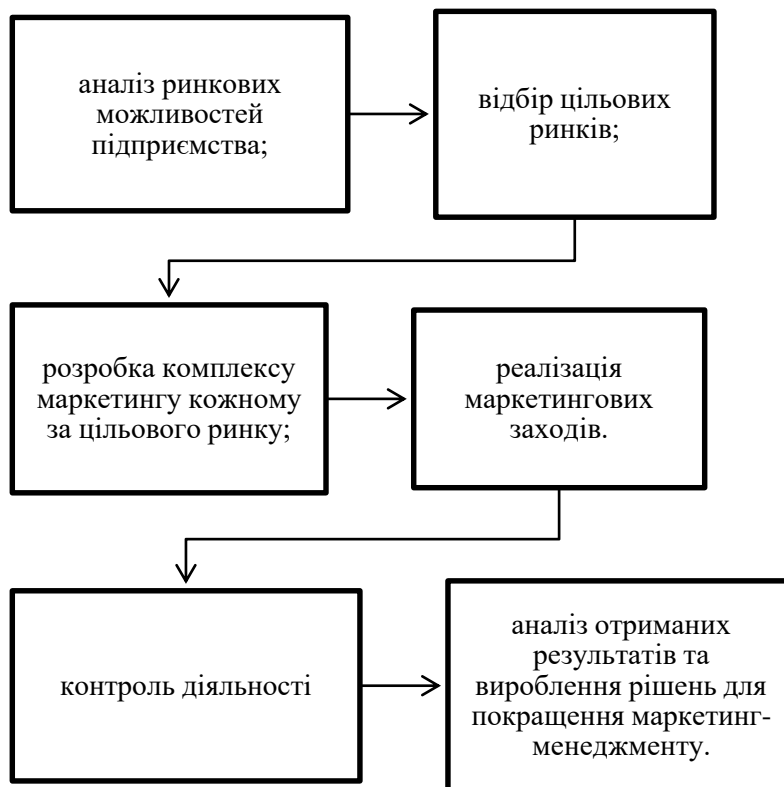 аналіз ринкових
можливостей
підприємства;
відбір цільових
ринків;
розробка комплексу
маркетингу кожному
за цільового ринку;
реалізація
маркетингових
заходів.
контроль діяльності
аналіз отриманих
результатів та
вироблення рішень для
покращення маркетинг-
менеджменту.